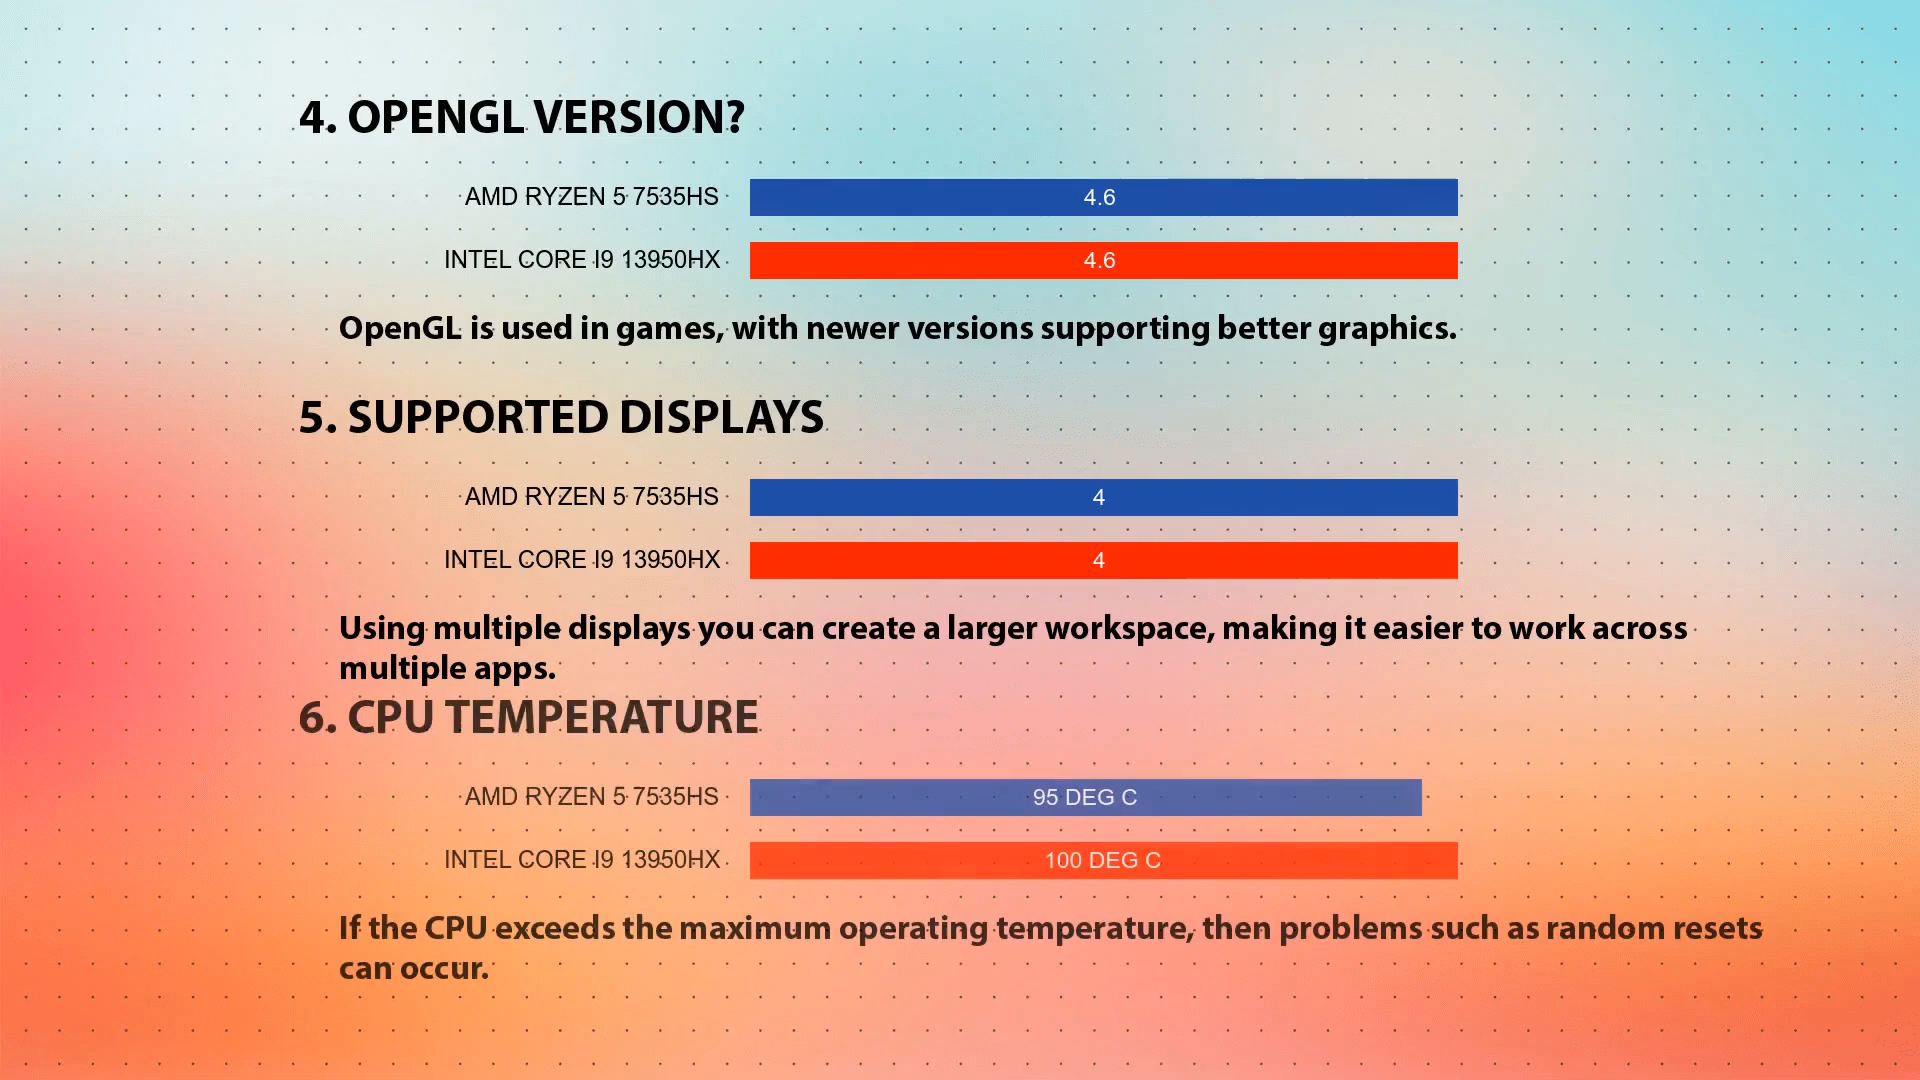 4. OPENGL VERSION?
AMD RYZEN 5 7535HS
4.6
INTEL CORE I9 13950HX
4.6
OpenGL is used in games, with newer versions supporting better graphics.
5. SUPPORTED DISPLAYS
AMD RYZEN 5 7535HS
4
INTEL CORE I9 13950HX
4
Using multiple displays you can create a larger workspace, making it easier to work across
multiple apps.
6. CPU TEMPERATURE
AMD RYZEN 5 7535HS
95 DEG C
INTEL CORE I9 13950HX
100 DEG C
If the CPU exceeds the maximum operating temperature, then problems such as random resets
can occur.